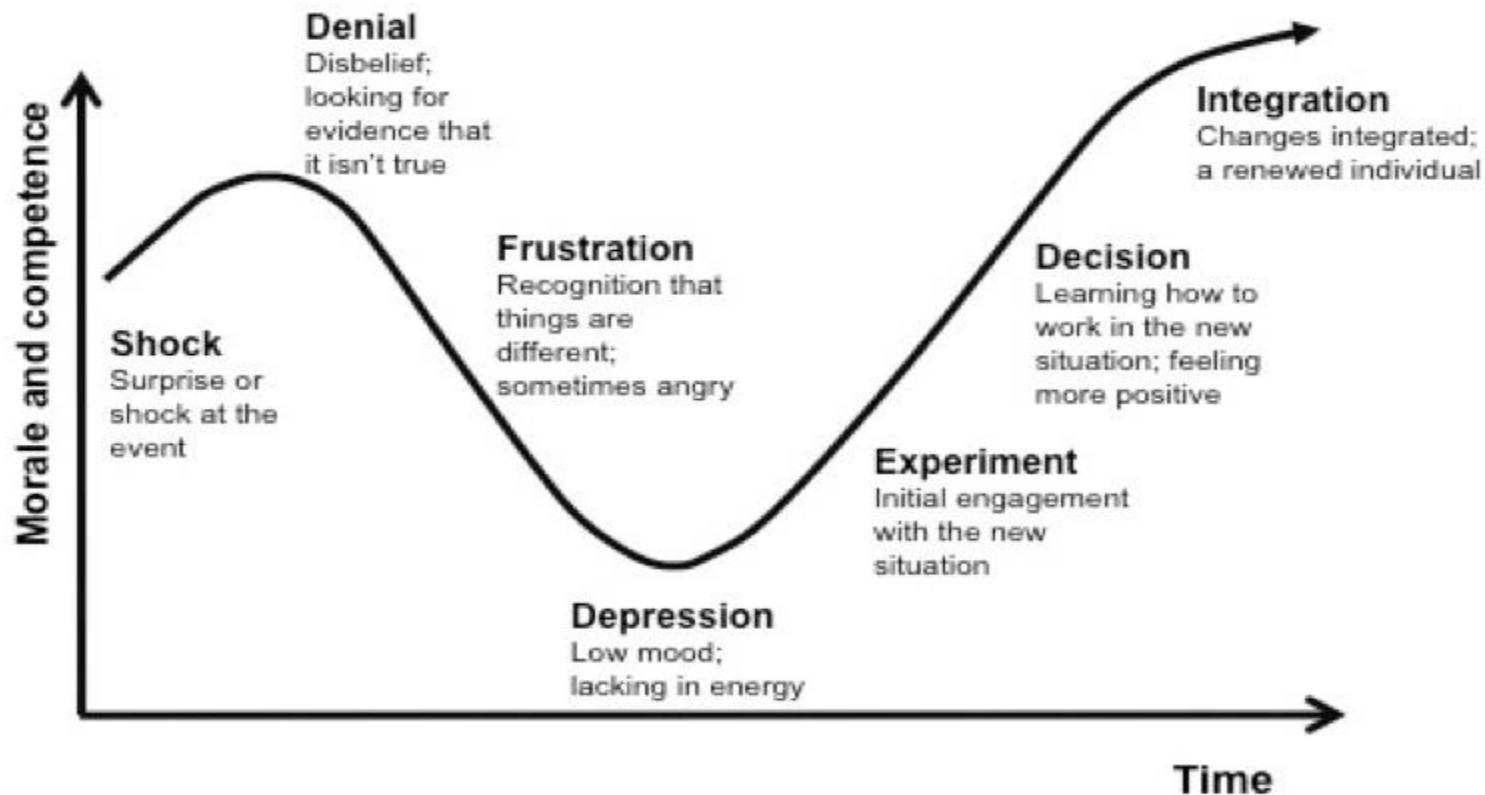 Denial
Disbelief;
looking for
evidence that
it isn't true
Morale and competence
Shock
Surprise or
shock at the
event
Frustration
Recognition that
things are
different;
sometimes angry
Depression
Low mood;
lacking in energy
Experiment
Initial engagement
with the new
situation
Decision
Learning how to
work in the new
situation; feeling
more positive
Integration
Changes integrated;
a renewed individual
Time